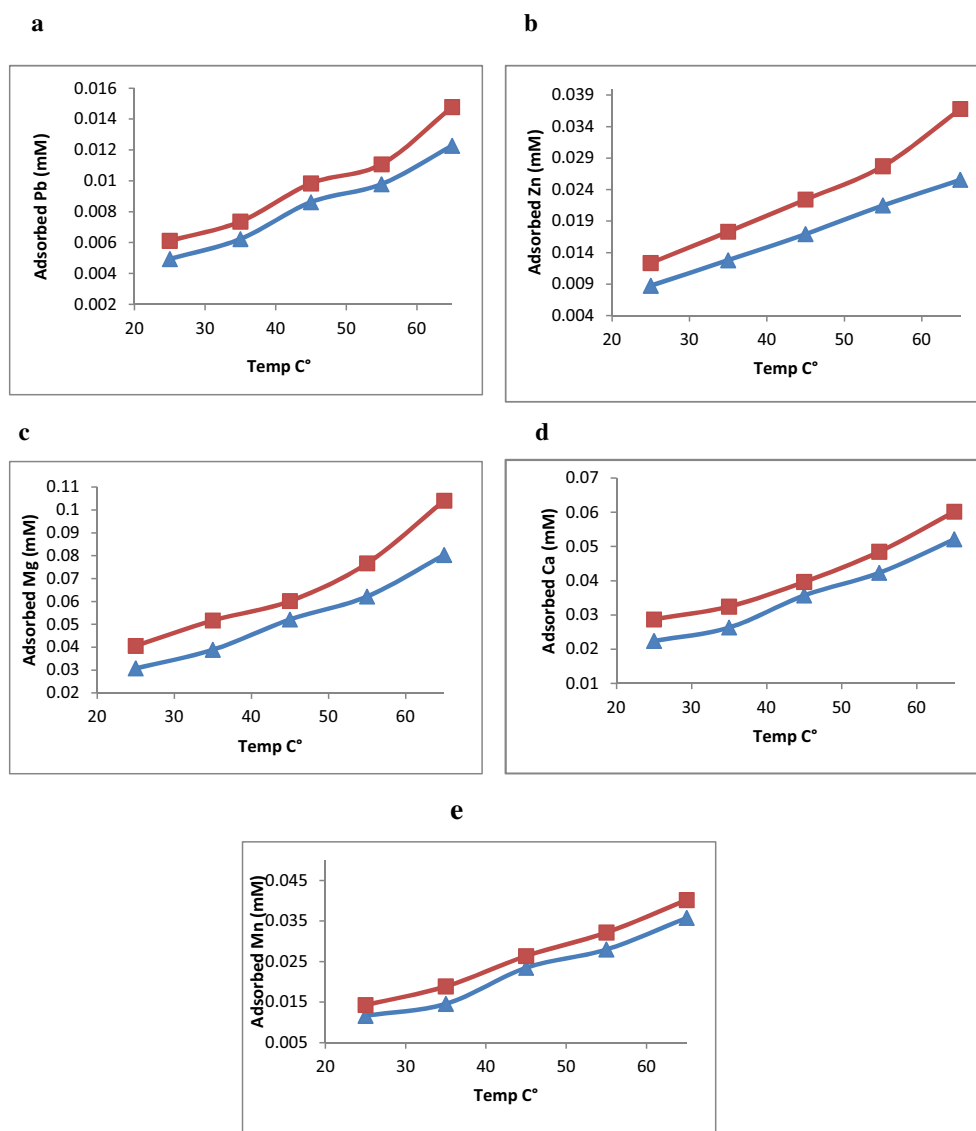 a
b
0.016
0.014
0.012
0.01
0.008
0.006
0.004
0.002
Adsorbed Pb (mM)
20 30 40 50 60
Temp C°
0.039
0.034
0.029
0.024
0.019
0.014
0.009
0.004
Adsorbed Zn (mM)
20 30 40 50 60
Temp C°
c
d
0.11
0.1
0.09
0.08
0.07
0.06
0.05
0.04
0.03
0.02
Adsorbed Mg (mM)
20 30 40 50 60
Temp C°
0.07
0.06
0.05
0.04
0.03
0.02
0.01
Adsorbed Ca (mM)
20 30 40 50 60
Temp C°
e
0.045
0.035
0.025
0.015
0.005
Adsorbed Mn (mM)
20 30 40 50 60
Temp C°